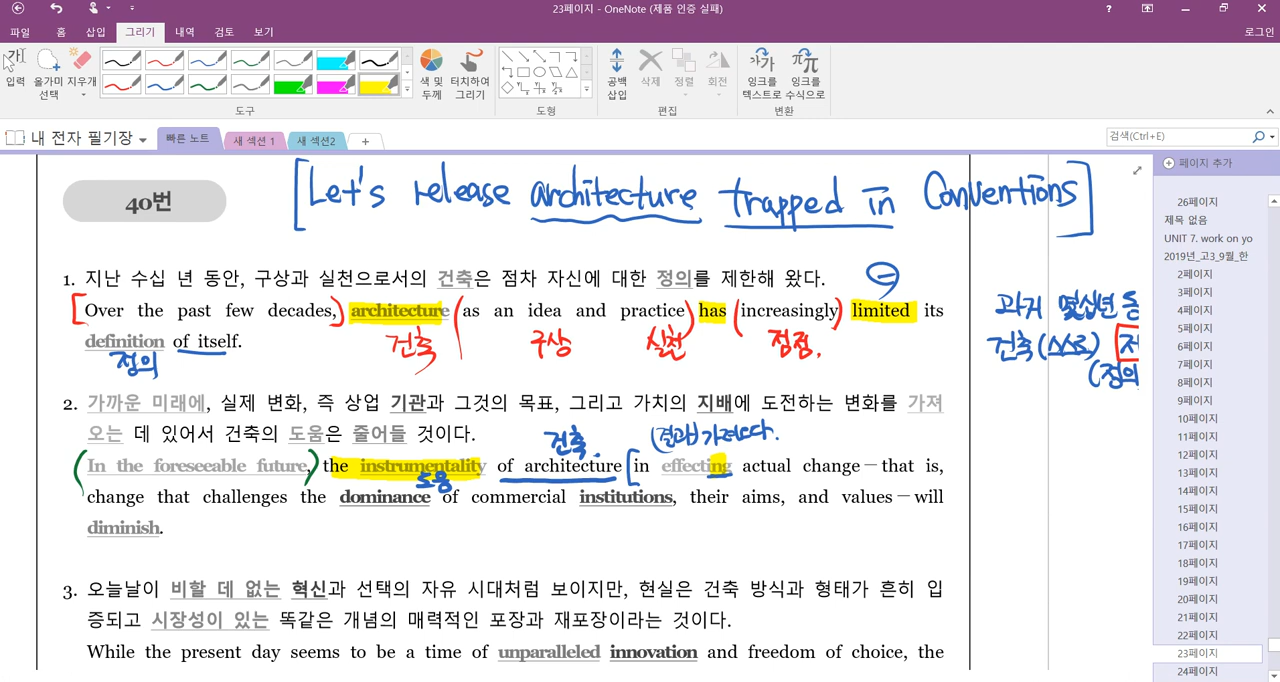 23페이지 - OneNote (제품 인증 실패)
파일 홈 삽입 그리기 내역 검토 보기
로그인
입력 올가미 선택 지우개
색 및 두께 터치하여 그리기
공백 삽입 삭제 정렬 회전
잉크를 텍스트로 잉크를 수식으로
도구 도형 편집 변환
내 전자 필기장 빠른 노트 새 섹션 1 새 섹션2 +
검색(Ctrl+E)
페이지 추가
40번 [Let's release architecture trapped in Conventions]
1. 지난 수십 년 동안, 구상과 실천으로서의 건축은 점차 자신에 대한 정의를 제한해 왔다.
[Over the past few decades,) architecture (as an idea and practice) has (increasingly) limited its
건축 구상 실천 점점.
definition of itself.
정의
과거 몇십년 동
건축(스스로)
(정의
2. 가까운 미래에, 실제 변화, 즉 상업 기관과 그것의 목표, 그리고 가치의 지배에 도전하는 변화를 가져
오는 데 있어서 건축의 도움은 줄어들 것이다.
건축. (결과)가져오다.
(In the foreseeable future,) the instrumentality of architecture [in effecting actual change－that is,
도움
change that challenges the dominance of commercial institutions, their aims, and values－will
diminish.
3. 오늘날이 비할 데 없는 혁신과 선택의 자유 시대처럼 보이지만, 현실은 건축 방식과 형태가 흔히 입
증되고 시장성이 있는 똑같은 개념의 매력적인 포장과 재포장이라는 것이다.
While the present day seems to be a time of unparalleled innovation and freedom of choice, the
26페이지
제목 없음
UNIT 7. work on yo
2019년_고3_9월_한
2페이지
3페이지
4페이지
5페이지
6페이지
7페이지
8페이지
9페이지
10페이지
11페이지
12페이지
13페이지
14페이지
15페이지
16페이지
17페이지
18페이지
19페이지
20페이지
21페이지
22페이지
23페이지
24페이지